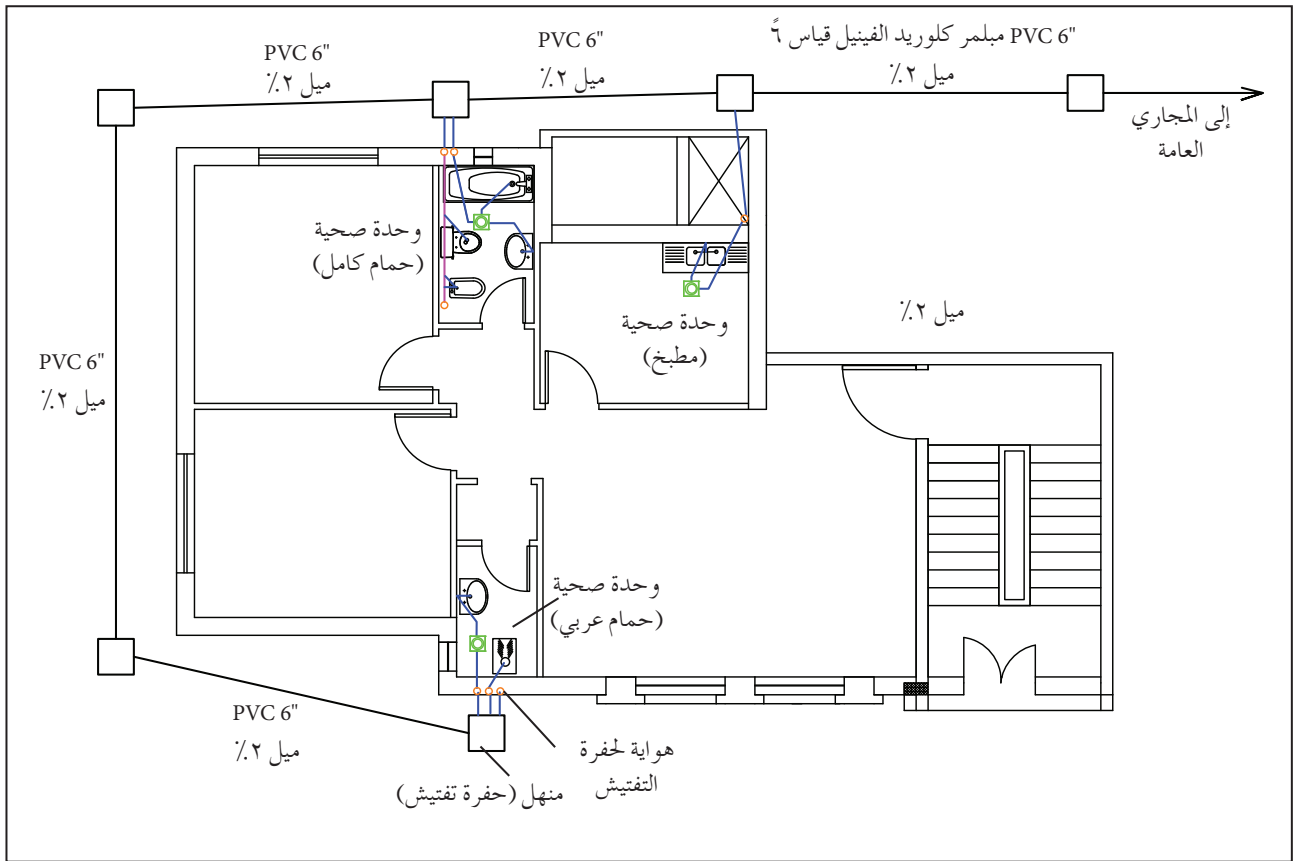 PVC 6" مبلمر كلوريد الفينيل قياس ٦ً
ميل ٢٪
PVC 6"
ميل ٢٪
PVC 6"
ميل ٢٪
إلى المجاري
العامة
وحدة صحية
(حمام كامل)
ميل ٢٪
وحدة صحية
(مطبخ)
PVC 6"
ميل ٢٪
وحدة صحية
(حمام عربي)
PVC 6"
ميل ٢٪
هواية لحفرة
التفتيش
منهل (حفرة تفتيش)